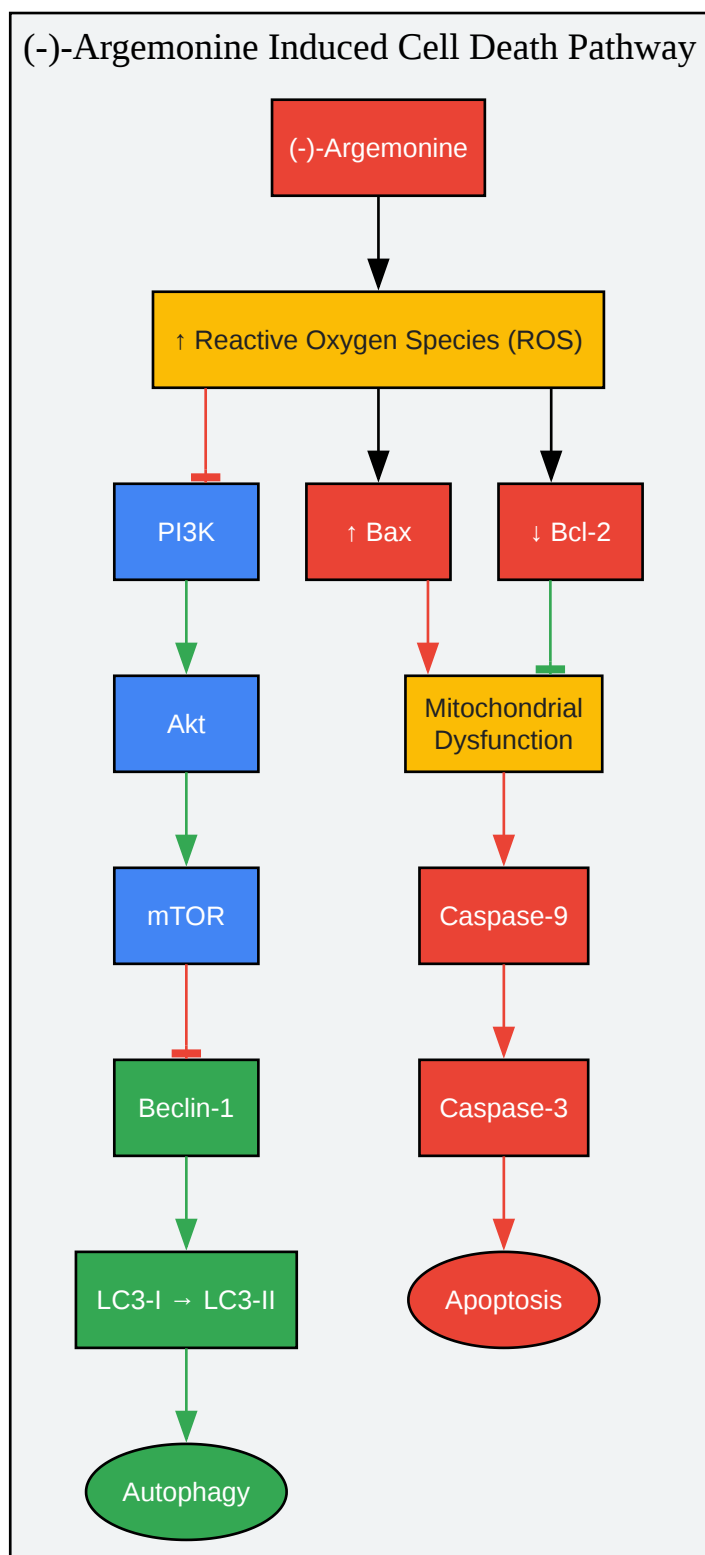 (-)-Argemonine Induced Cell Death Pathway
(-)-Argemonine
↑ Reactive Oxygen Species (ROS)
PI3K
↑ Bax
↓ Bcl-2
Akt
Mitochondrial
Dysfunction
mTOR
Caspase-9
Beclin-1
Caspase-3
LC3-I → LC3-II
Apoptosis
Autophagy